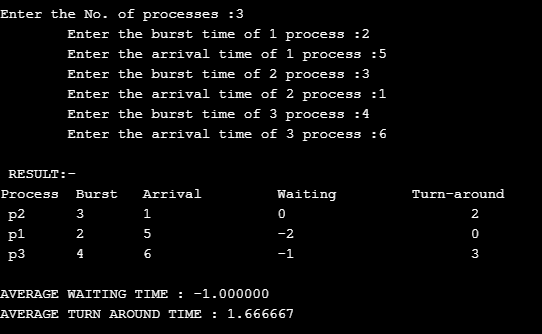 Enter the No. of processes :3
Enter the burst time of 1 process :2
Enter the arrival time of 1 process :5
Enter the burst time of 2 process :3
Enter the arrival time of 2 process :1
Enter the burst time of 3 process :4
Enter the arrival time of 3 process :6
RESULT:-
Process Burst Arrival Waiting Turn-around
p2 3 1 0 2
p1 2 5 -2 0
p3 4 6 -1 3
AVERAGE WAITING TIME : -1.000000
AVERAGE TURN AROUND TIME : 1.666667